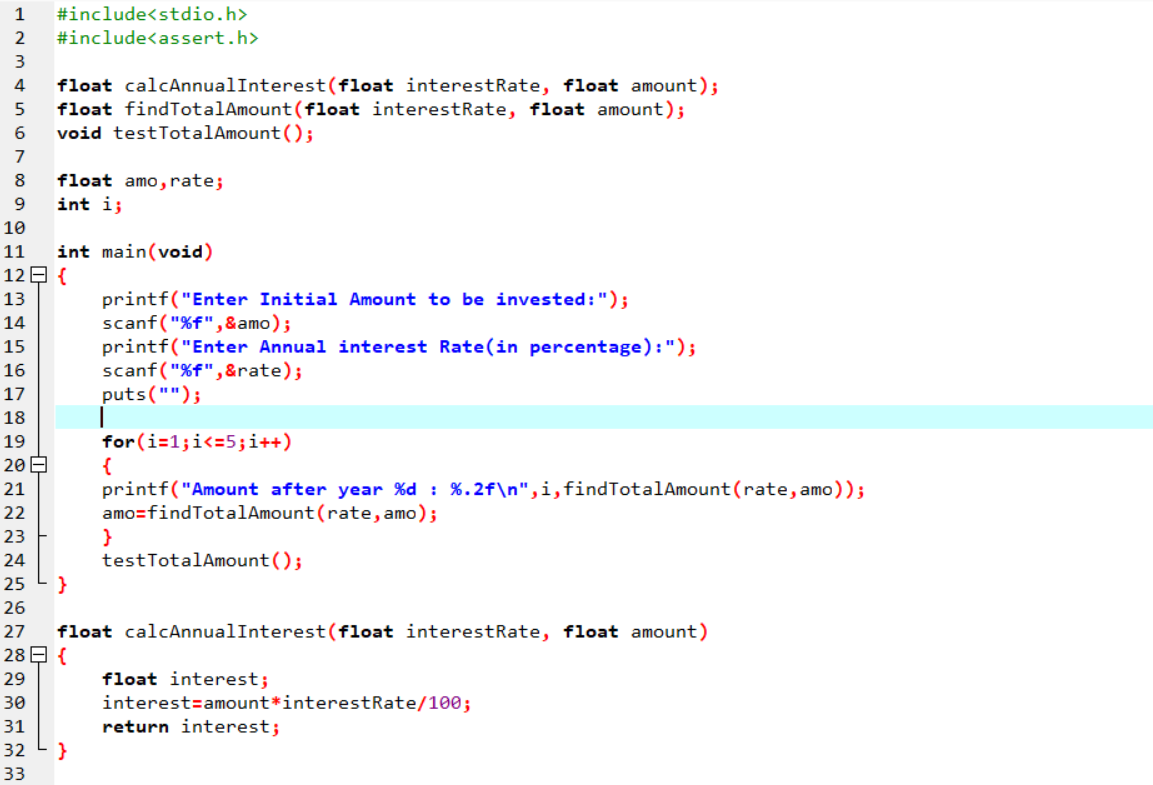 1 #include<stdio.h>
2 #include<assert.h>
3
4 float calcAnnualInterest(float interestRate, float amount);
5 float findTotalAmount(float interestRate, float amount);
6 void testTotalAmount();
7
8 float amo,rate;
9 int i;
10
11 int main(void)
12 {
13 printf("Enter Initial Amount to be invested:");
14 scanf("%f",&amo);
15 printf("Enter Annual interest Rate(in percentage):");
16 scanf("%f",&rate);
17 puts("");
18
19 for(i=1;i<=5;i++)
20 {
21 printf("Amount after year %d : %.2f\n",i,findTotalAmount(rate,amo));
22 amo=findTotalAmount(rate,amo);
23 }
24 testTotalAmount();
25 }
26
27 float calcAnnualInterest(float interestRate, float amount)
28 {
29 float interest;
30 interest=amount*interestRate/100;
31 return interest;
32 }
33